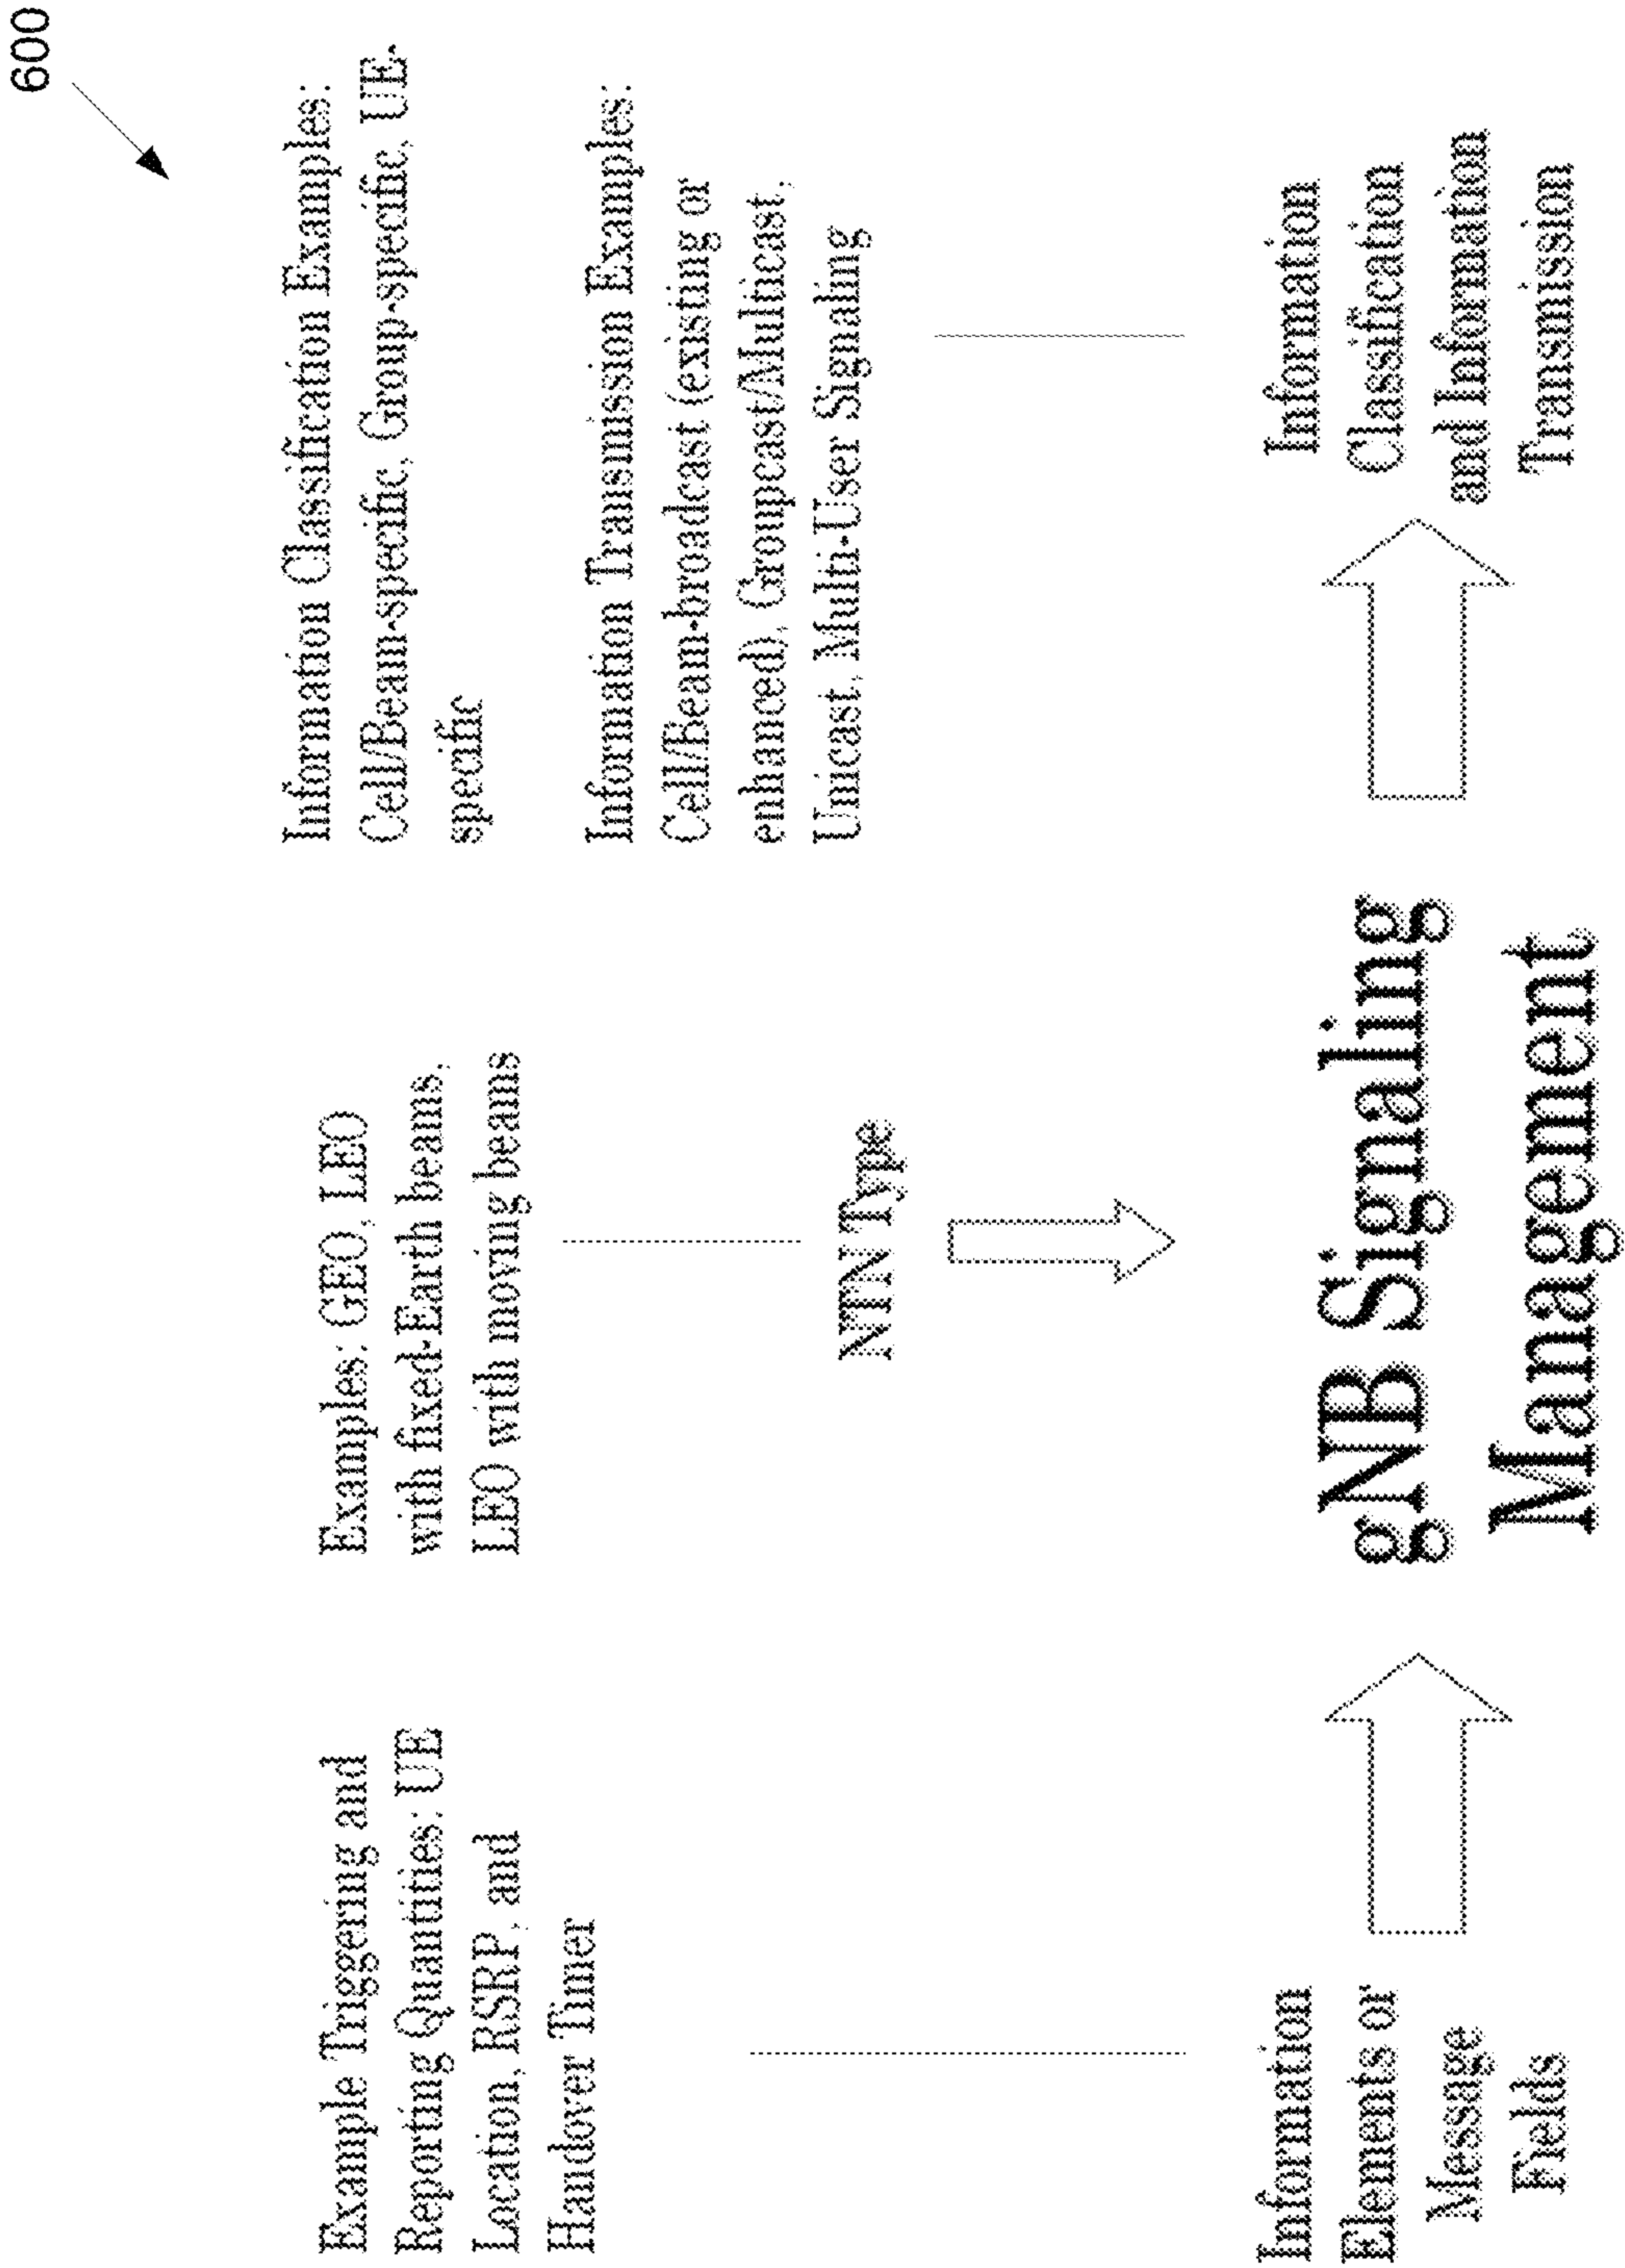 600
Example Triggering and
Reporting Quantities: UE
Location, RSRP, and
Handover Timer
Examples: GEO, LEO
with fixed-Earth beams,
LEO with moving beams
Information Classification Examples:
Cell/Beam-specific, Group-specific, UE-
specific
Information Transmission Examples:
Cell/Beam-broadcast (existing or
enhanced), Groupcast/Multicast,
Unicast, Multi-User Signaling
NTN Type
Information
Elements or
Message
Fields
gNB Signaling
Management
Information
Classification
and Information
Transmission